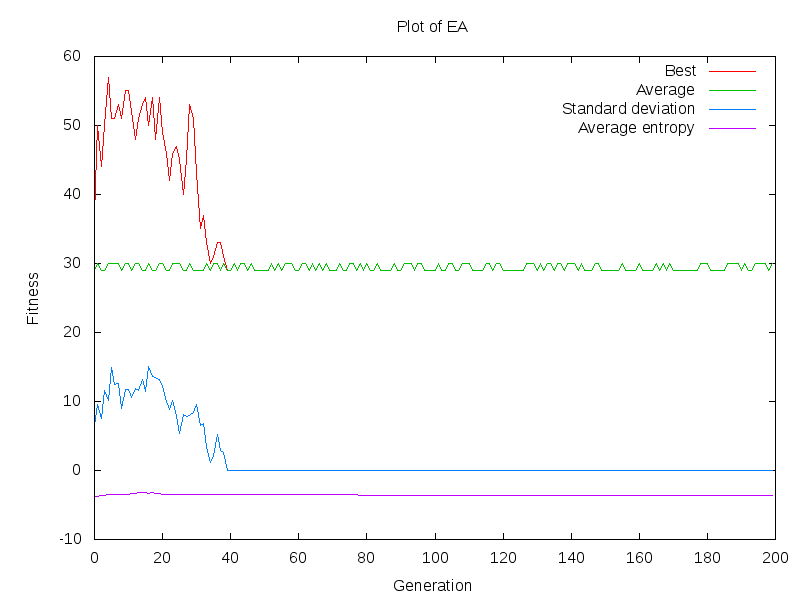 Plot of EA
Best
Average
Standard deviation
Average entropy
Fitness
60
50
40
30
20
10
0
-10
0 20 40 60 80 100 120 140 160 180 200
Generation